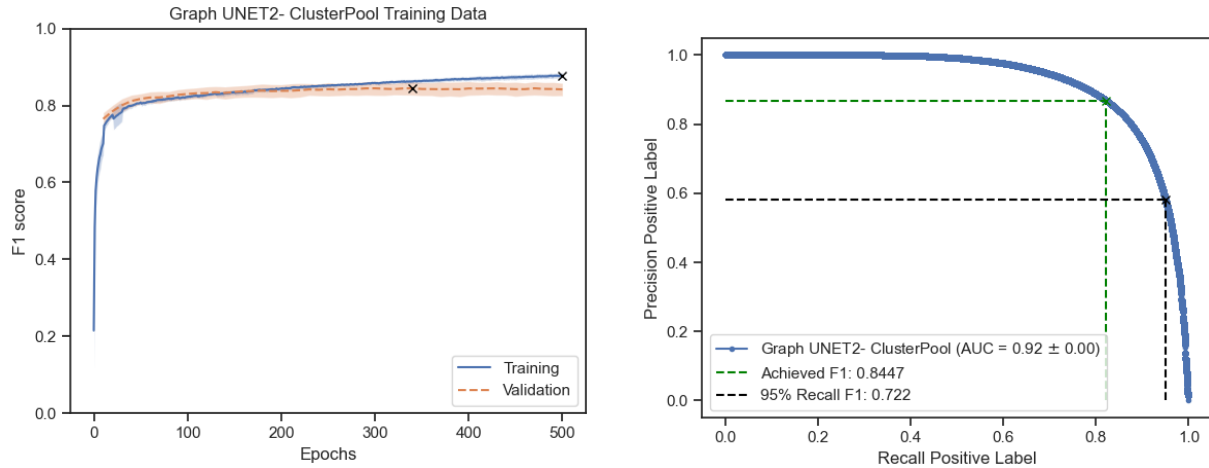 Graph UNET2- ClusterPool Training Data
1.0
0.8
0.6
0.4
0.2
0.0
F1 score
0
100
200
300
400
500
Epochs
Training
Validation
1.0
0.8
0.6
0.4
0.2
0.0
Precision Positive Label
0.0
0.2
0.4
0.6
0.8
1.0
Recall Positive Label
Graph UNET2- ClusterPool (AUC = 0.92 ± 0.00)
Achieved F1: 0.8447
95% Recall F1: 0.722